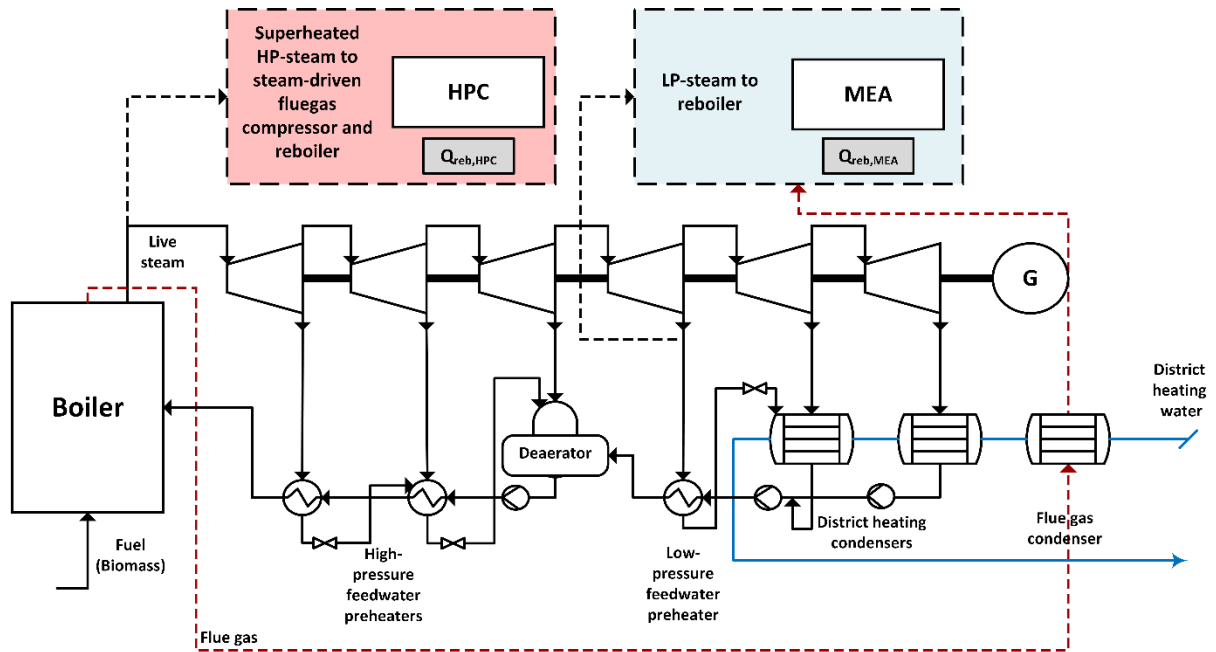 Superheated
HP-steam to
steam-driven
fluegas
compressor and
reboiler
HPC
Qreb,HPC
LP-steam to
reboiler
MEA
Qreb,MEA
Live
steam
G
Boiler
Deaerator
District
heating
water
Fuel
(Biomass)
High-
pressure
feedwater
preheaters
Low-
pressure
feedwater
preheater
District heating
condensers
Flue gas
condenser
Flue gas